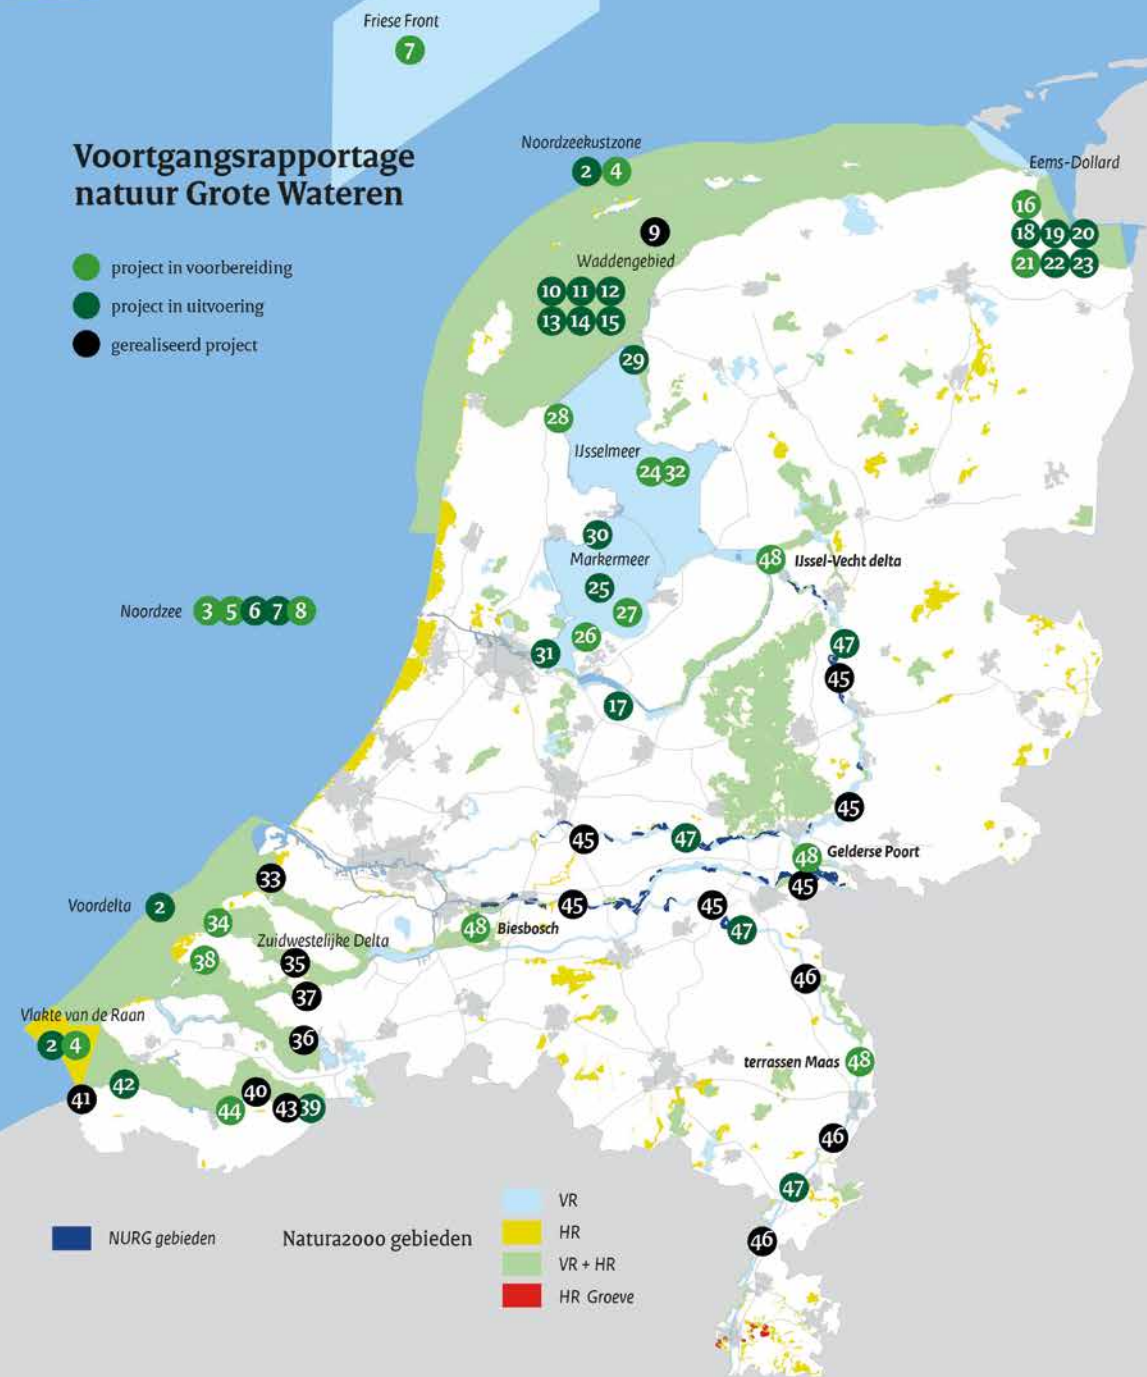 Friese Front
7
Voortgangsrapportage
natuur Grote Wateren
project in voorbereiding
project in uitvoering
gerealiseerd project
Noordzeekustzone
2 4
Eems-Dollard
16
18 19 20
21 22 23
9
Waddengebied
10 11 12
13 14 15
29
28
IJsselmeer
24 32
30
Markermeer
25
27
26
31
17
48 IJssel-Vecht delta
Noordzee 3 5 6 7 8
47
45
45
45
47
48 Gelderse Poort
45
33
Voordelta 2
34
Zuidwestelijke Delta
38
35
37
36
45
48 Biesbosch
45
47
46
Vlakte van de Raan
2 4
41
42
44
40
43 39
terrassen Maas 48
46
47
46
NURG gebieden
Natura2000 gebieden
VR
HR
VR + HR
HR Groeve